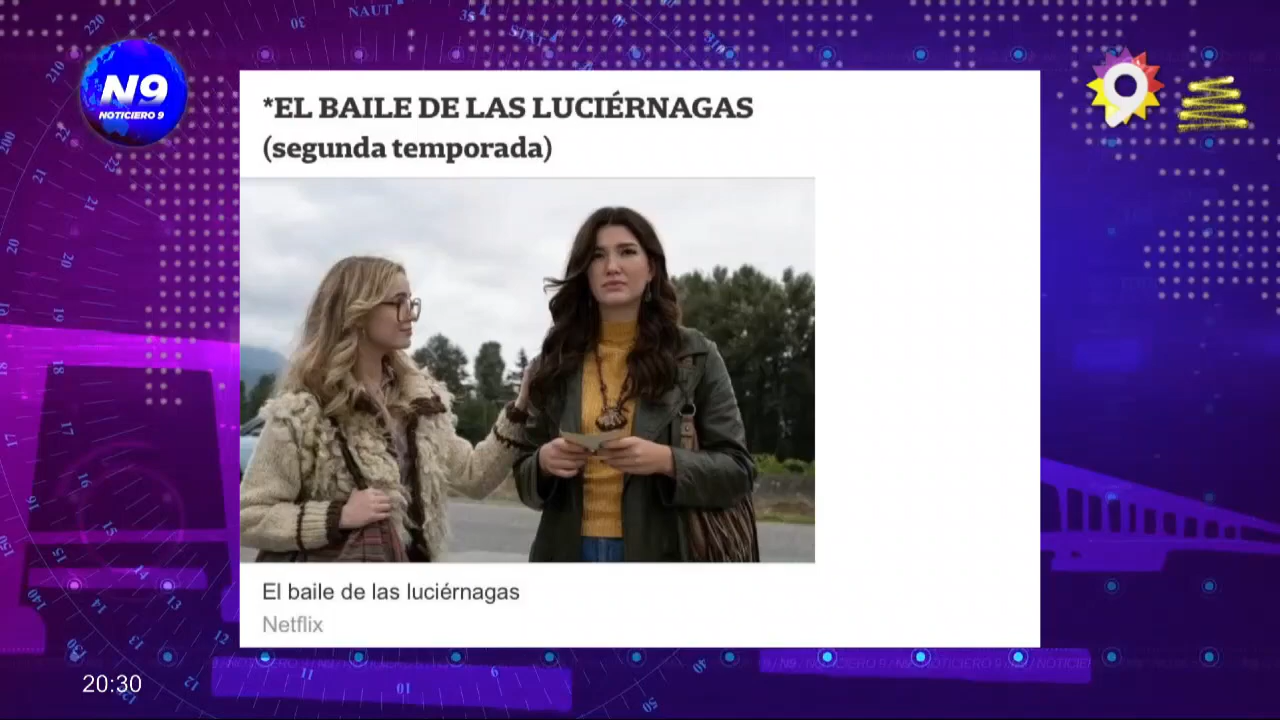 N9
NOTICIERO 9
*EL BAILE DE LAS LUCIÉRNAGAS
(segunda temporada)
El baile de las luciérnagas
Netflix
20:30